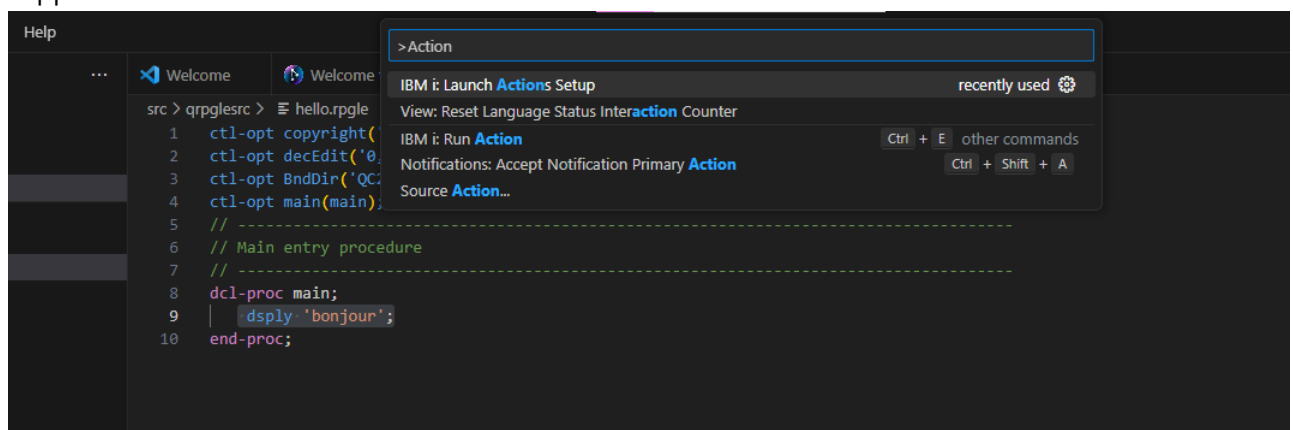 Help
>Action
IBM i: Launch Actions Setup recently used
View: Reset Language Status Interaction Counter
IBM i: Run Action Ctrl + E other commands
Notifications: Accept Notification Primary Action Ctrl + Shift + A
Source Action...
... Welcome Welcome
src > qrpglesrc > hello.rpgle
1 ctl-opt copyright('
2 ctl-opt decEdit('0,
3 ctl-opt BndDir('QC2
4 ctl-opt main(main);
5 // ------------------------------------------------------------------------------------
6 // Main entry procedure
7 // ------------------------------------------------------------------------------------
8 dcl-proc main;
9 dsply 'bonjour';
10 end-proc;